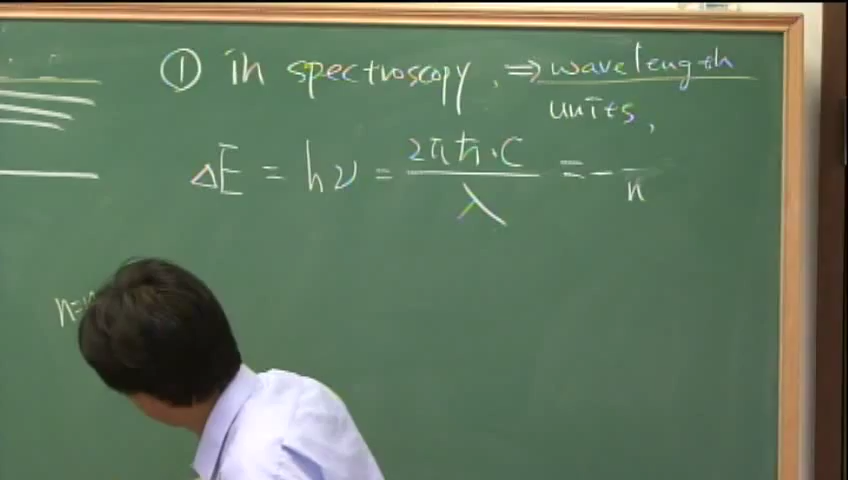 ① in spectroscopy, ⇒ wavelength
units,
ΔE = hν = 2πħ·c / λ = - — / n
n=